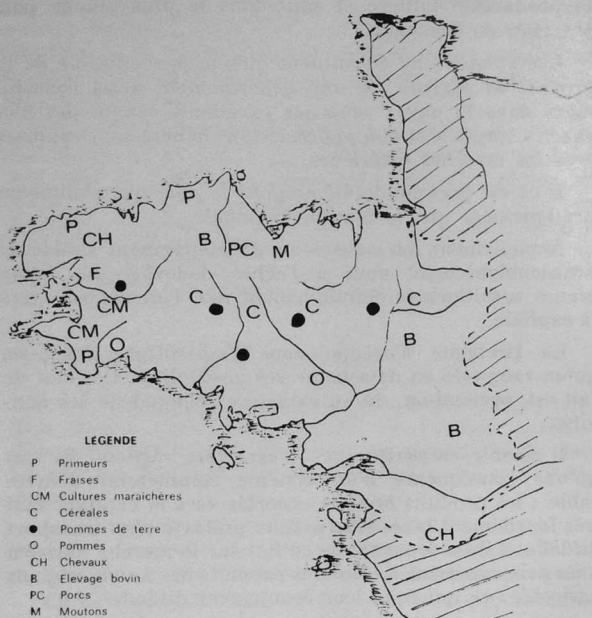 P
P
CH
B
PC
M
F
CM
C
C
C
C
CM
B
P
O
O
B
CH
LÉGENDE
P Primeurs
F Fraises
CM Cultures maraichères
C Céréales
● Pommes de terre
O Pommes
CH Chevaux
B Elevage bovin
PC Porcs
M Moutons